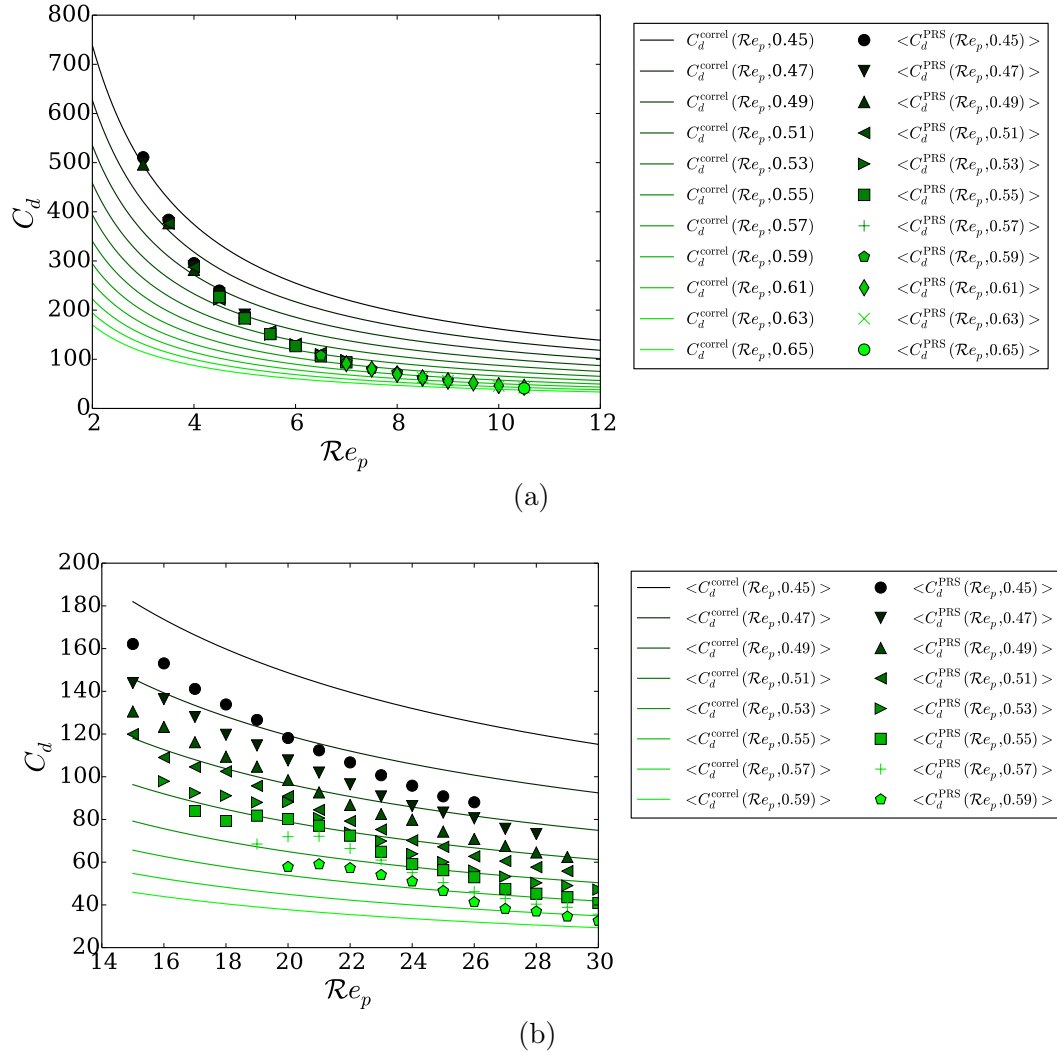 800
700
600
500
400
300
200
100
0
2 4 6 8 10 12
C_d
ℛe_p
C_d^correl(ℛe_p,0.45) <C_d^PRS(ℛe_p,0.45)>
C_d^correl(ℛe_p,0.47) <C_d^PRS(ℛe_p,0.47)>
C_d^correl(ℛe_p,0.49) <C_d^PRS(ℛe_p,0.49)>
C_d^correl(ℛe_p,0.51) <C_d^PRS(ℛe_p,0.51)>
C_d^correl(ℛe_p,0.53) <C_d^PRS(ℛe_p,0.53)>
C_d^correl(ℛe_p,0.55) <C_d^PRS(ℛe_p,0.55)>
C_d^correl(ℛe_p,0.57) <C_d^PRS(ℛe_p,0.57)>
C_d^correl(ℛe_p,0.59) <C_d^PRS(ℛe_p,0.59)>
C_d^correl(ℛe_p,0.61) <C_d^PRS(ℛe_p,0.61)>
C_d^correl(ℛe_p,0.63) <C_d^PRS(ℛe_p,0.63)>
C_d^correl(ℛe_p,0.65) <C_d^PRS(ℛe_p,0.65)>
(a)
200
180
160
140
120
100
80
60
40
20
14 16 18 20 22 24 26 28 30
C_d
ℛe_p
<C_d^correl(ℛe_p,0.45)> <C_d^PRS(ℛe_p,0.45)>
<C_d^correl(ℛe_p,0.47)> <C_d^PRS(ℛe_p,0.47)>
<C_d^correl(ℛe_p,0.49)> <C_d^PRS(ℛe_p,0.49)>
<C_d^correl(ℛe_p,0.51)> <C_d^PRS(ℛe_p,0.51)>
<C_d^correl(ℛe_p,0.53)> <C_d^PRS(ℛe_p,0.53)>
<C_d^correl(ℛe_p,0.55)> <C_d^PRS(ℛe_p,0.55)>
<C_d^correl(ℛe_p,0.57)> <C_d^PRS(ℛe_p,0.57)>
<C_d^correl(ℛe_p,0.59)> <C_d^PRS(ℛe_p,0.59)>
(b)